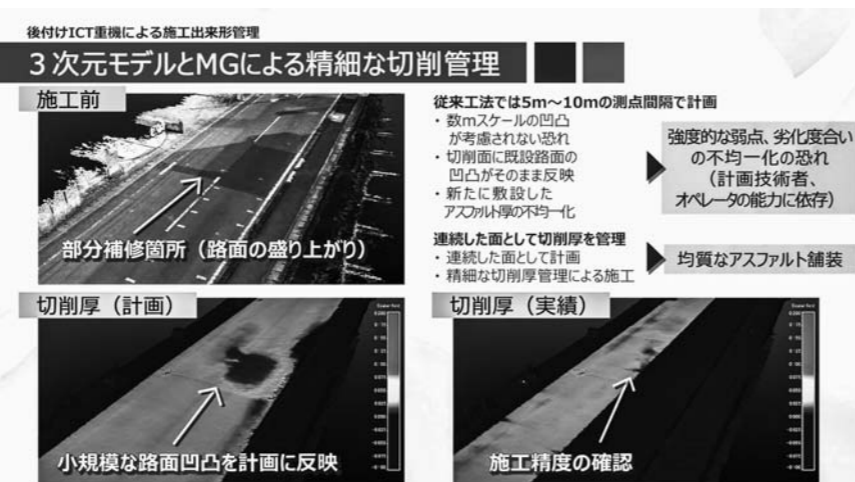 後付けICT重機による施工出来形管理
3次元モデルとMGによる精細な切削管理
施工前
部分補修箇所（路面の盛り上がり）
従来工法では5m～10mの測点間隔で計画
・数mスケールの凹凸
が考慮されない恐れ
・切削面に既設路面の
凹凸がそのまま反映
・新たに敷設した
アスファルト厚の不均一化
強度的な弱点、劣化度合い
の不均一化の恐れ
（計画技術者、
オペレータの能力に依存）
連続した面として切削厚を管理
・連続した面として計画
・精細な切削厚管理による施工
均質なアスファルト舗装
切削厚（計画）
小規模な路面凹凸を計画に反映
切削厚（実績）
施工精度の確認